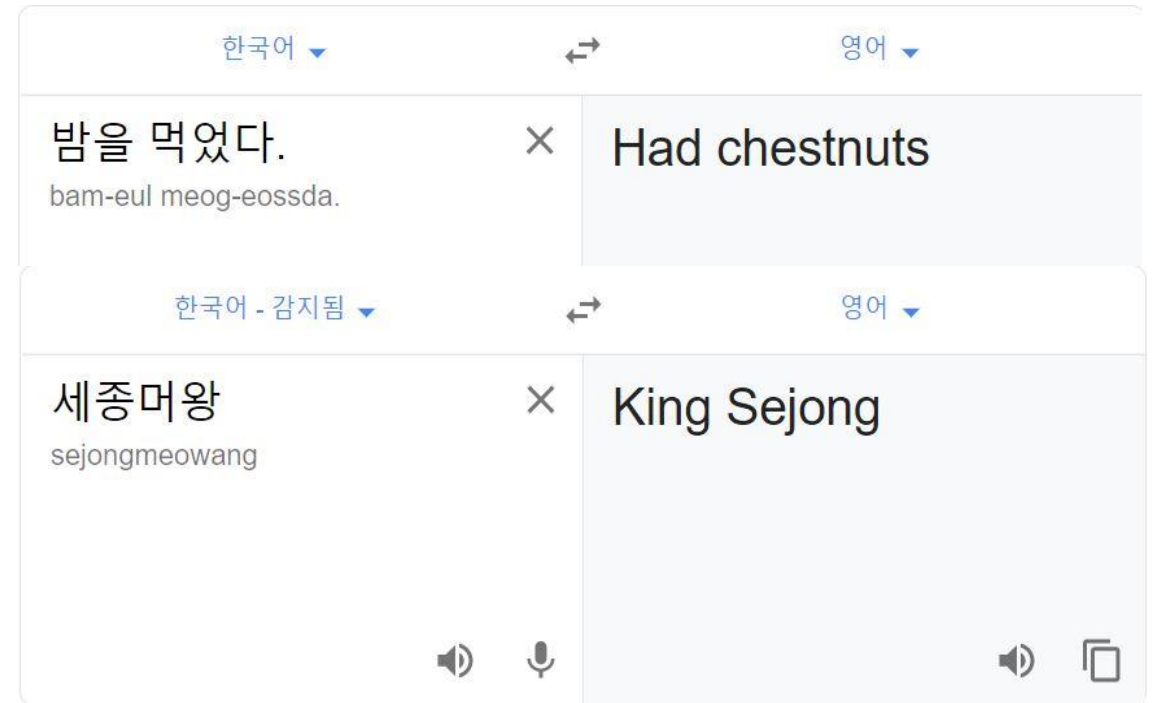 한국어 영어
밤을 먹었다. Had chestnuts
bam-eul meog-eossda.
한국어 - 감지됨 영어
세종머왕 King Sejong
sejongmeowang